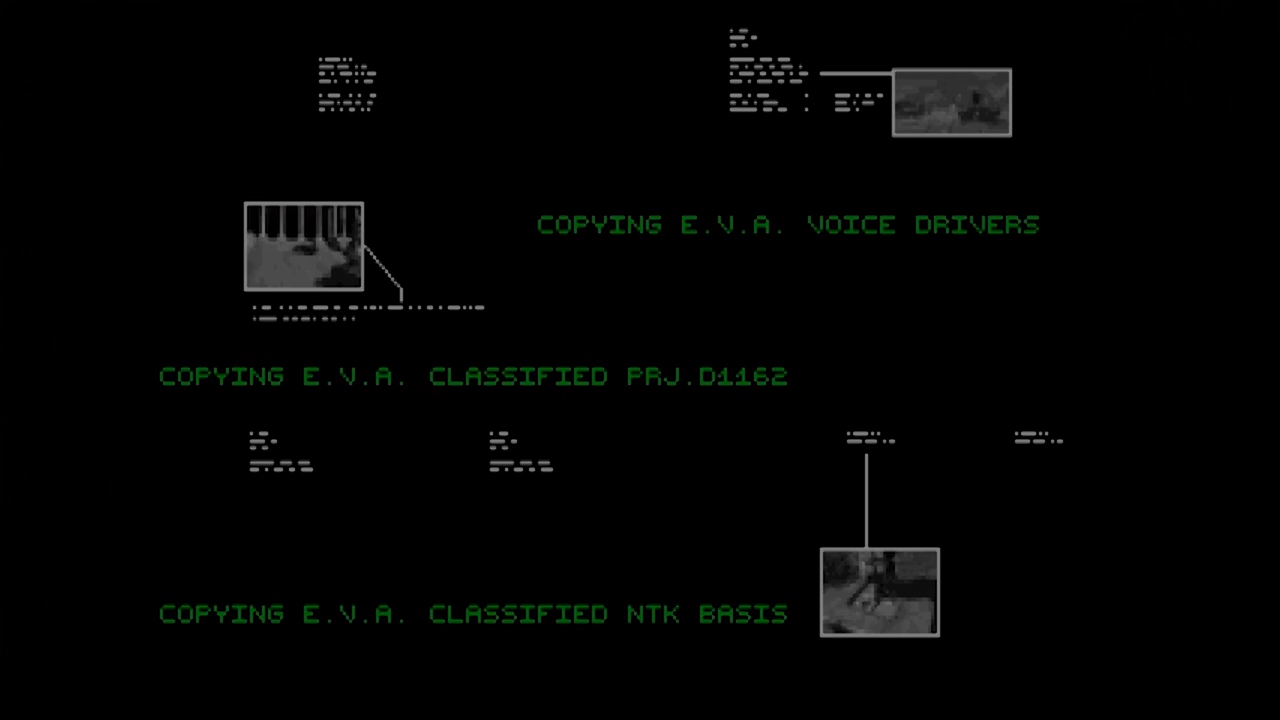 COPYING E.V.A. VOICE DRIVERS
COPYING E.V.A. CLASSIFIED PRJ.D1162
COPYING E.V.A. CLASSIFIED NTK BASIS